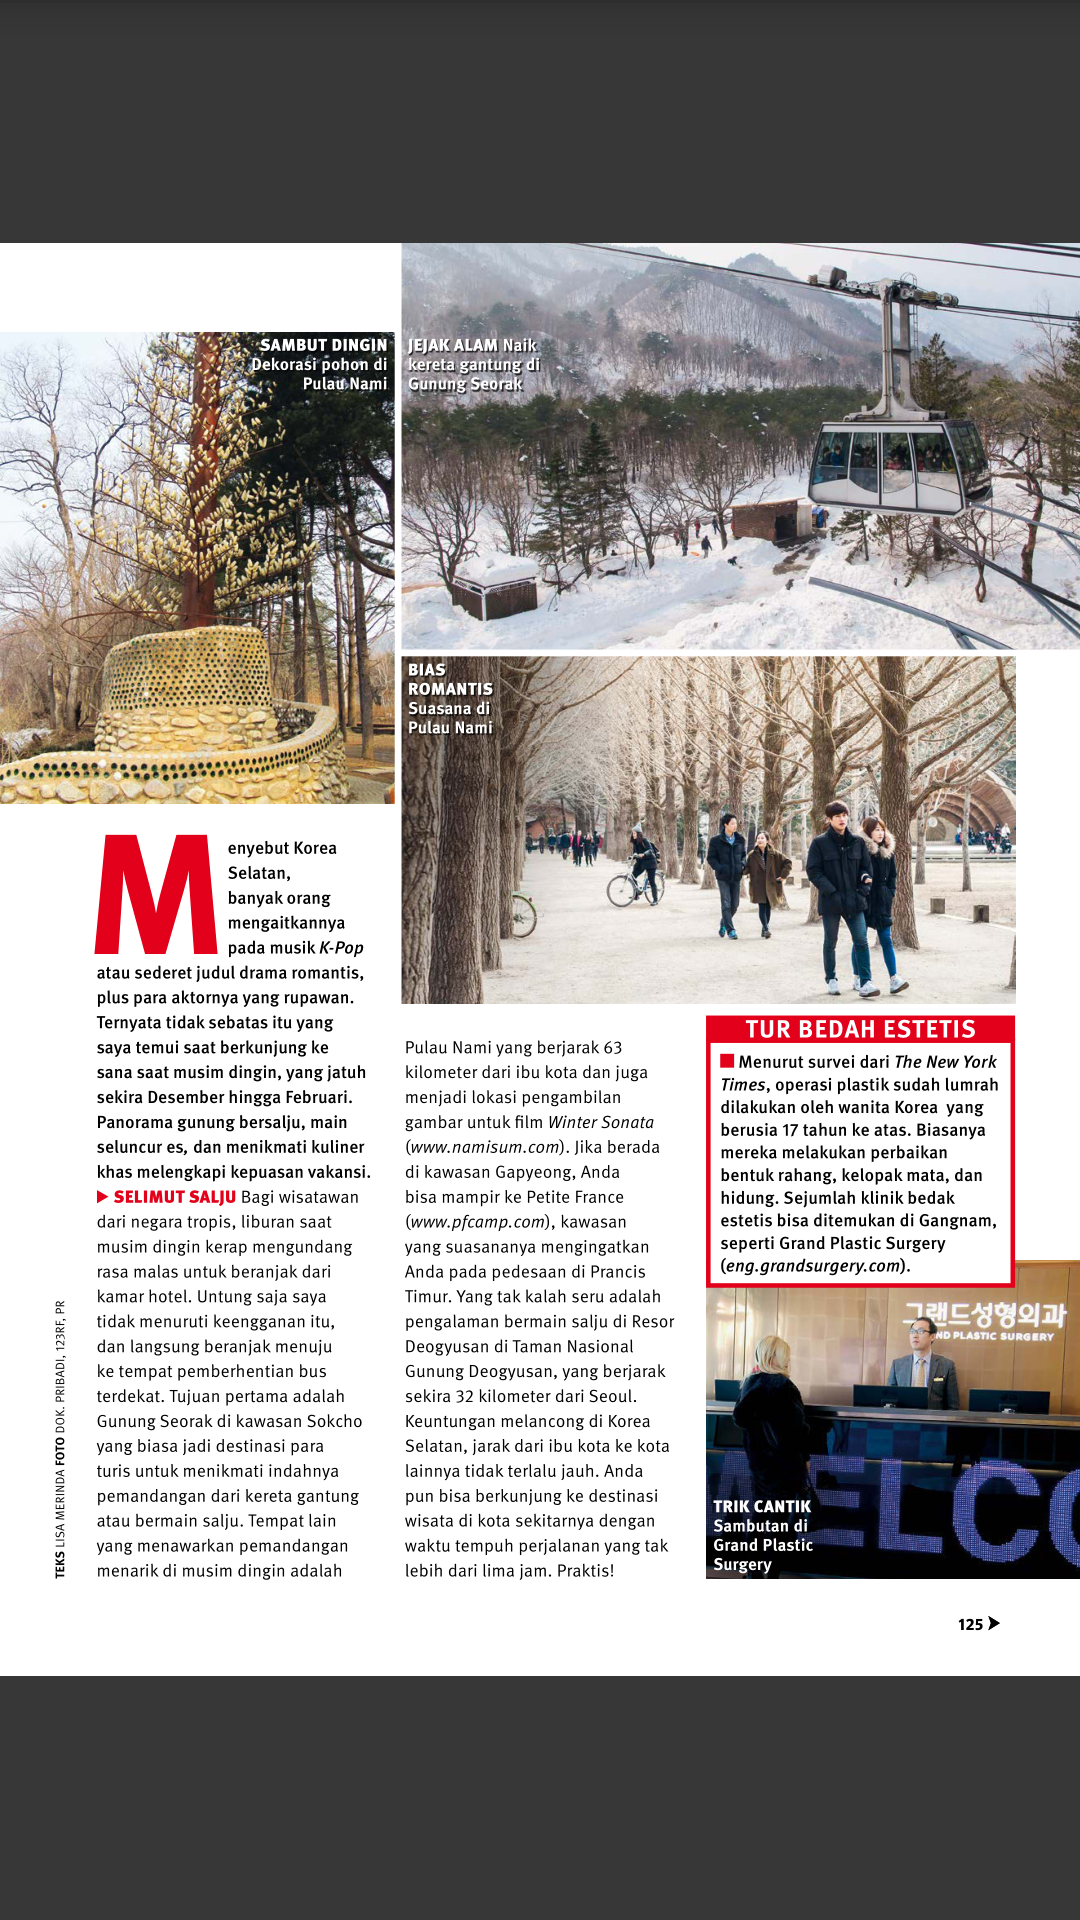 SAMBUT DINGIN
Dekorasi pohon di
Pulau Nami
JEJAK ALAM Naik
kereta gantung di
Gunung Seorak
BIAS
ROMANTIS
Suasana di
Pulau Nami
Menyebut Korea
Selatan,
banyak orang
mengaitkannya
pada musik K-Pop
atau sederet judul drama romantis,
plus para aktornya yang rupawan.
Ternyata tidak sebatas itu yang
saya temui saat berkunjung ke
sana saat musim dingin, yang jatuh
sekira Desember hingga Februari.
Panorama gunung bersalju, main
seluncur es, dan menikmati kuliner
khas melengkapi kepuasan vakansi.
▶ SELIMUT SALJU Bagi wisatawan
dari negara tropis, liburan saat
musim dingin kerap mengundang
rasa malas untuk beranjak dari
kamar hotel. Untung saja saya
tidak menuruti keengganan itu,
dan langsung beranjak menuju
ke tempat pemberhentian bus
terdekat. Tujuan pertama adalah
Gunung Seorak di kawasan Sokcho
yang biasa jadi destinasi para
turis untuk menikmati indahnya
pemandangan dari kereta gantung
atau bermain salju. Tempat lain
yang menawarkan pemandangan
menarik di musim dingin adalah
Pulau Nami yang berjarak 63
kilometer dari ibu kota dan juga
menjadi lokasi pengambilan
gambar untuk film Winter Sonata
(www.namisum.com). Jika berada
di kawasan Gapyeong, Anda
bisa mampir ke Petite France
(www.pfcamp.com), kawasan
yang suasananya mengingatkan
Anda pada pedesaan di Prancis
Timur. Yang tak kalah seru adalah
pengalaman bermain salju di Resor
Deogyusan di Taman Nasional
Gunung Deogyusan, yang berjarak
sekira 32 kilometer dari Seoul.
Keuntungan melancong di Korea
Selatan, jarak dari ibu kota ke kota
lainnya tidak terlalu jauh. Anda
pun bisa berkunjung ke destinasi
wisata di kota sekitarnya dengan
waktu tempuh perjalanan yang tak
lebih dari lima jam. Praktis!
TUR BEDAH ESTETIS
Menurut survei dari The New York
Times, operasi plastik sudah lumrah
dilakukan oleh wanita Korea yang
berusia 17 tahun ke atas. Biasanya
mereka melakukan perbaikan
bentuk rahang, kelopak mata, dan
hidung. Sejumlah klinik bedak
estetis bisa ditemukan di Gangnam,
seperti Grand Plastic Surgery
(eng.grandsurgery.com).
그랜드성형외과
ND PLASTIC SURGERY
WELCO
TRIK CANTIK
Sambutan di
Grand Plastic
Surgery
TEKS LISA MERINDA FOTO DOK. PRIBADI, 123RF, PR
125